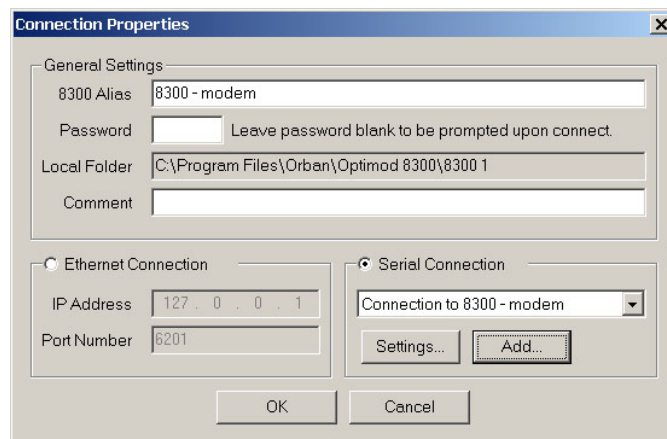 Connection Properties
General Settings
8300 Alias 8300 - modem
Password Leave password blank to be prompted upon connect.
Local Folder C:\Program Files\Orban\Optimod 8300\8300 1
Comment
Ethernet Connection
IP Address 127 . 0 . 0 . 1
Port Number 6201
Serial Connection
Connection to 8300 - modem
Settings... Add...
OK Cancel